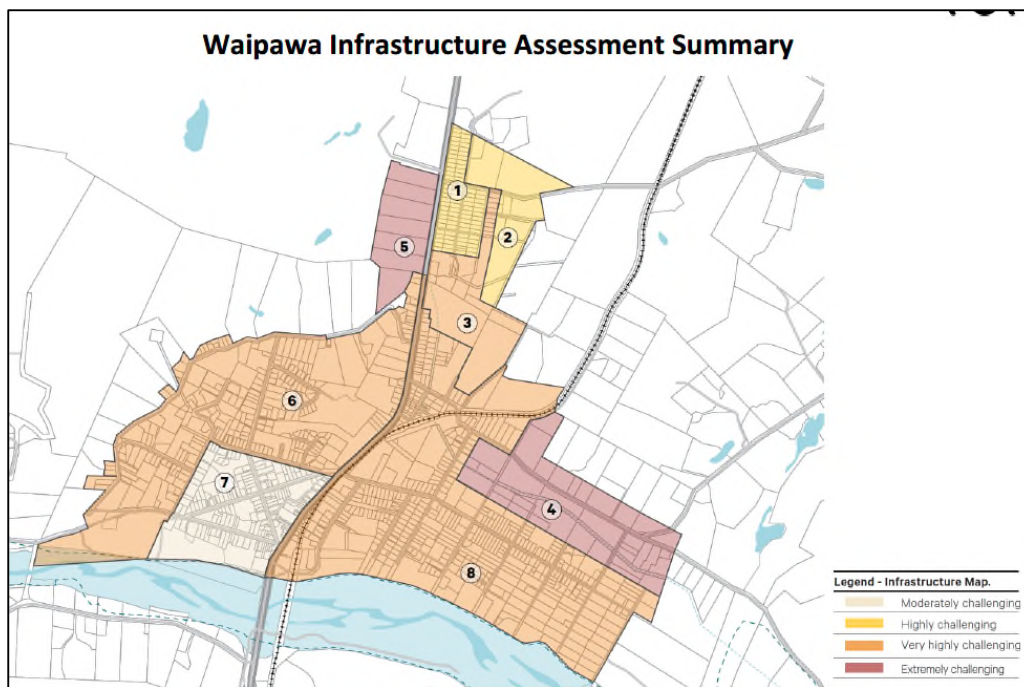 Waipawa Infrastructure Assessment Summary
1
2
5
3
6
7
4
8
Legend - Infrastructure Map.
Moderately challenging
Highly challenging
Very highly challenging
Extremely challenging